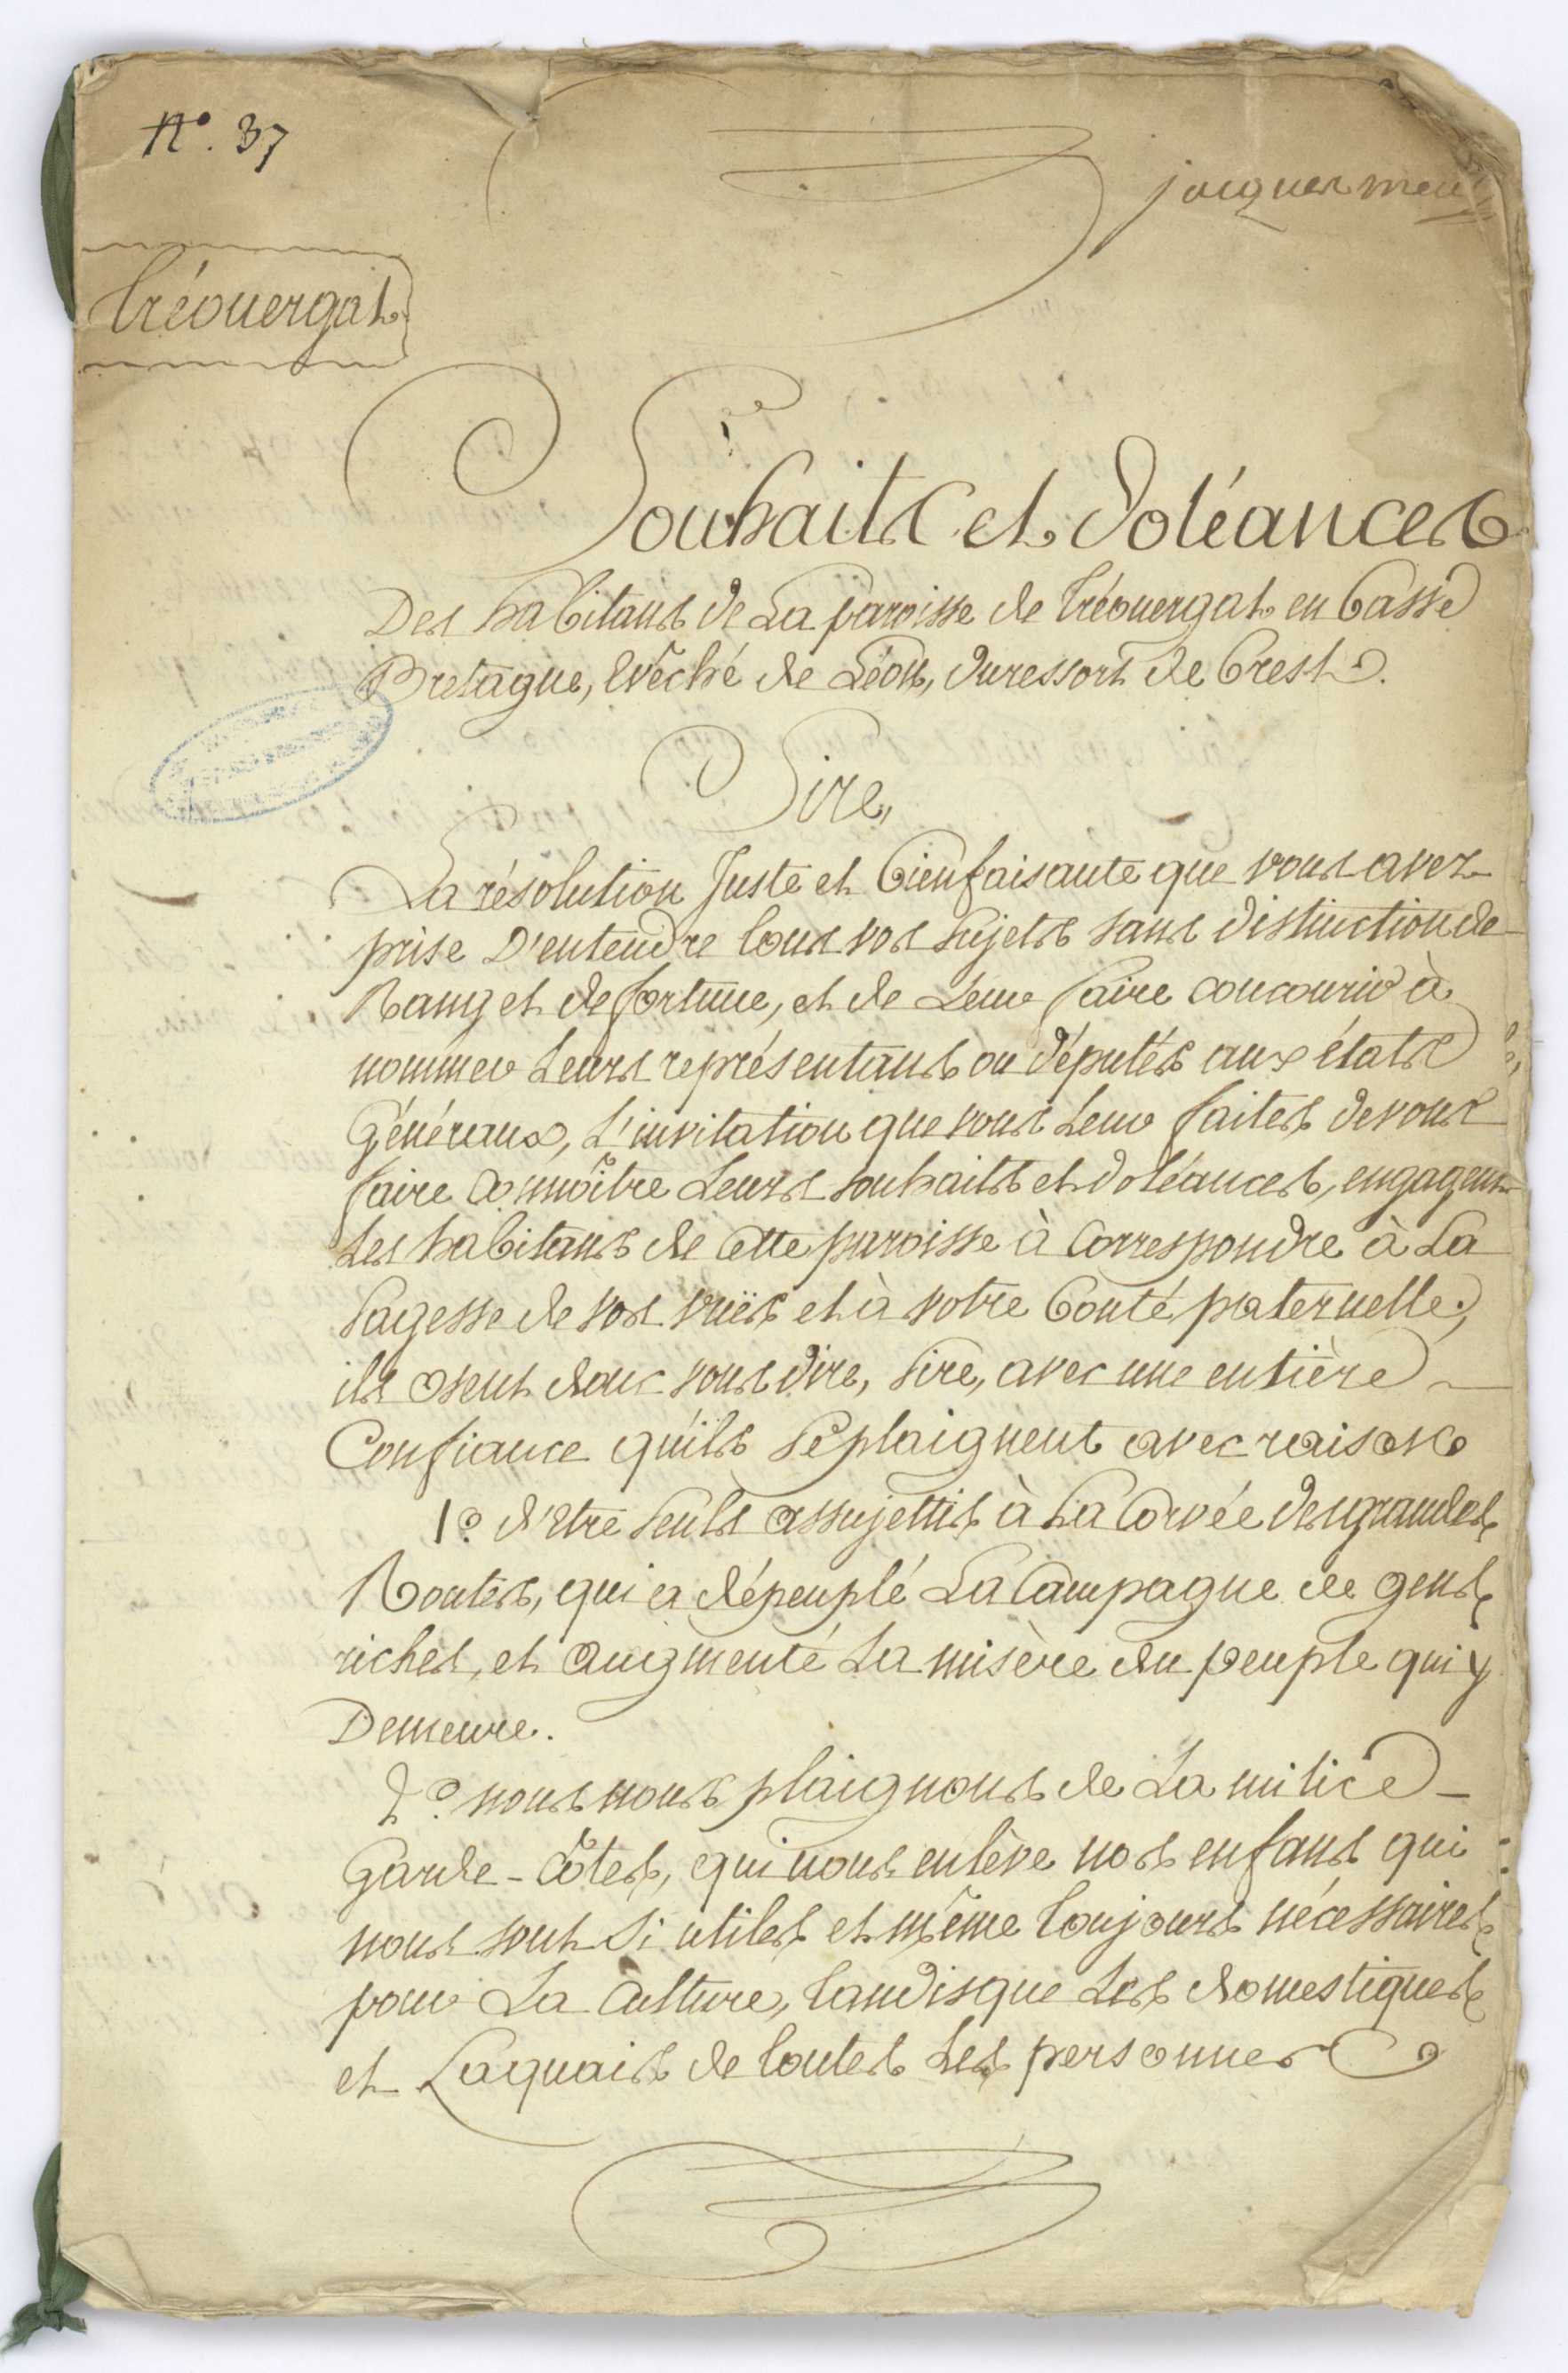 N°. 37
jacques
Tréouergat
Souhaits et doléances
Des habitans de La paroisse de Tréouergat en basse
Bretagne, Evêché de Léon, du ressort de Brest.
Sire,
La résolution Juste et bienfaisante que vous avez
prise D'entendre tous vos sujets sans distinction de
Rang et de fortune, et de Leur faire concourir à
nommer Leurs représentans ou députés aux états
Généraux, L'invitation que vous Leur faites de vous
faire Connoître Leurs souhaits et doléances, engagent
Les habitans de Cette paroisse à Correspondre à La
sagesse de vos vuës et à votre bonté paternelle;
ils osent donc vous dire, sire, avec une entière
Confiance qu'ils se plaignent avec raison
1° d'Etre seuls assujettis à La Corvée des grandes
Routes, qui a dépeuplé La Campagne de gens
riches, et augmenté La misère du peuple qui y
Demeure.
2° nous nous plaignons de La milice
Garde-Côtes, qui nous enlève nos enfans qui
nous sont si utiles et même toujours nécessaires
pour La Culture, tandisque Les domestiques
et Laquais de toutes Les personnes